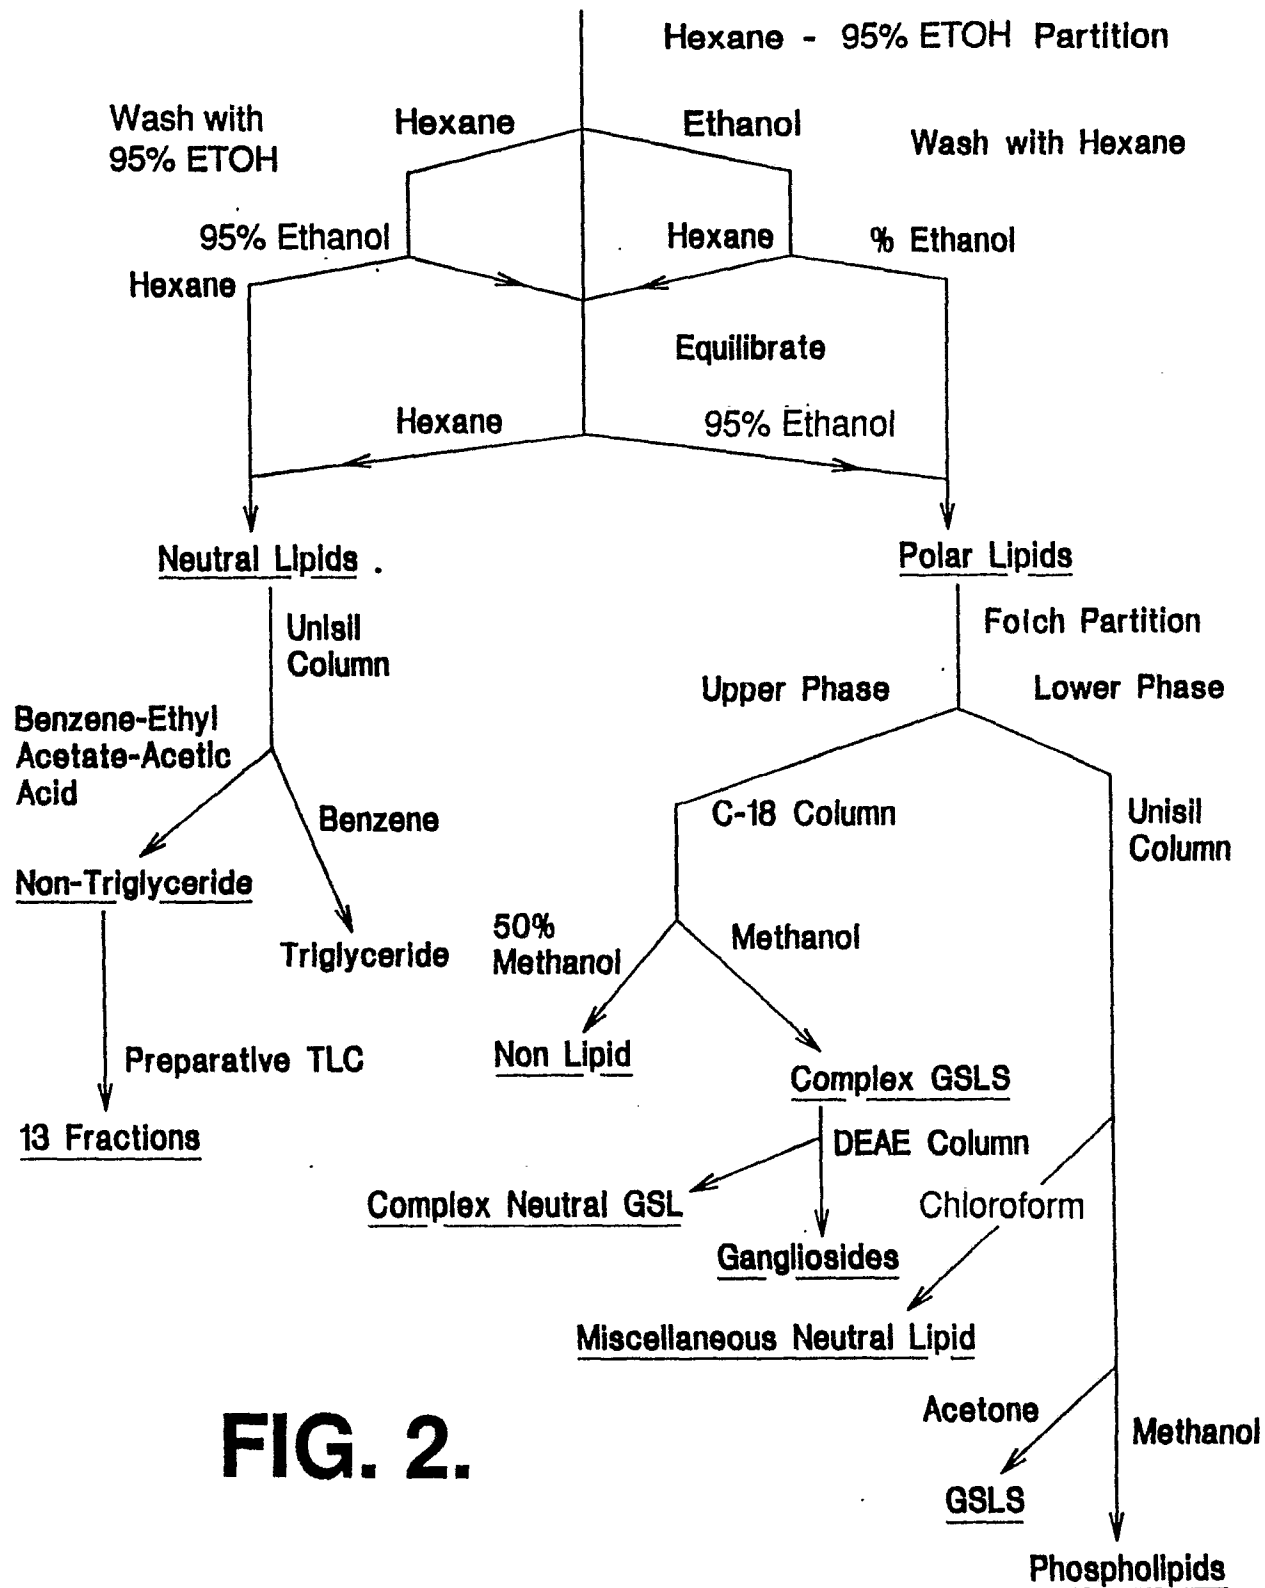 Hexane - 95% ETOH Partition
Wash with
95% ETOH
Hexane
Ethanol
Wash with Hexane
95% Ethanol
Hexane
% Ethanol
Hexane
Equilibrate
Hexane
95% Ethanol
Neutral Lipids
Polar Lipids
Unisil
Column
Folch Partition
Upper Phase
Lower Phase
Benzene-Ethyl
Acetate-Acetic
Acid
Benzene
C-18 Column
Unisil
Column
Non-Triglyceride
Triglyceride
50%
Methanol
Methanol
Preparative TLC
Non Lipid
Complex GSLS
13 Fractions
DEAE Column
Complex Neutral GSL
Chloroform
Gangliosides
Miscellaneous Neutral Lipid
Acetone
Methanol
FIG. 2.
GSLS
Phospholipids